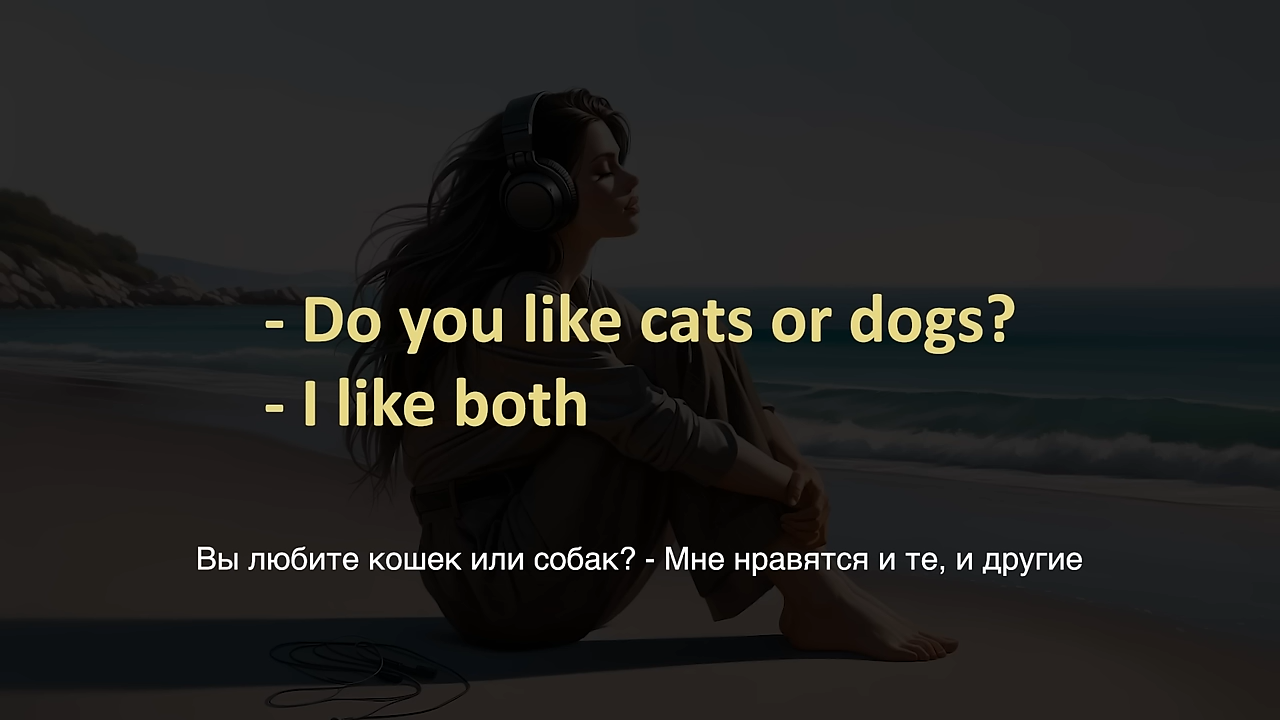 - Do you like cats or dogs?
- I like both
Вы любите кошек или собак? - Мне нравятся и те, и другие